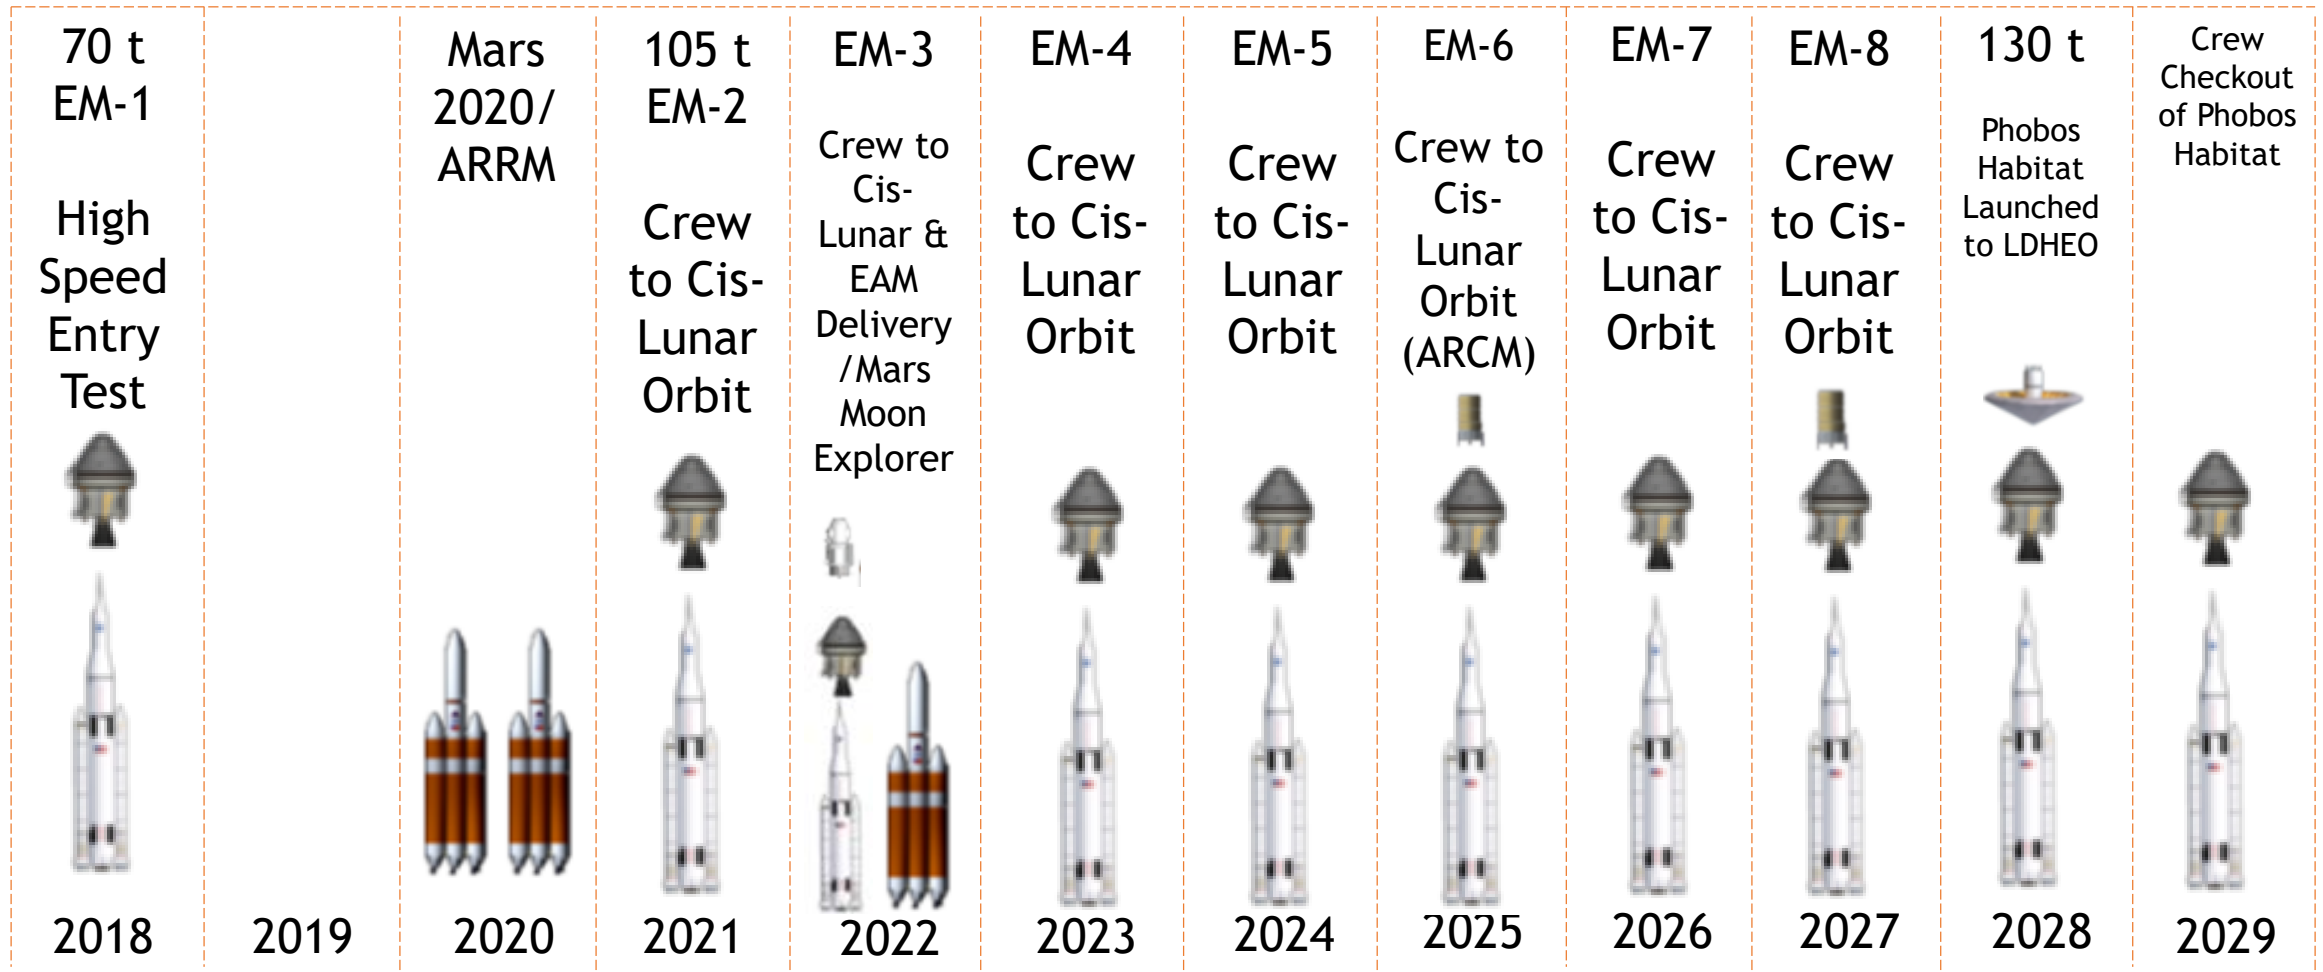 70 t
EM-1
High
Speed
Entry
Test
2018
2019
Mars
2020/
ARRM
2020
105 t
EM-2
Crew
to Cis-
Lunar
Orbit
2021
EM-3
Crew to
Cis-
Lunar &
EAM
Delivery
/Mars
Moon
Explorer
2022
EM-4
Crew
to Cis-
Lunar
Orbit
2023
EM-5
Crew
to Cis-
Lunar
Orbit
2024
EM-6
Crew to
Cis-
Lunar
Orbit
(ARCM)
2025
EM-7
Crew
to Cis-
Lunar
Orbit
2026
EM-8
Crew
to Cis-
Lunar
Orbit
2027
130 t
Phobos
Habitat
Launched
to LDHEO
2028
Crew
Checkout
of Phobos
Habitat
2029